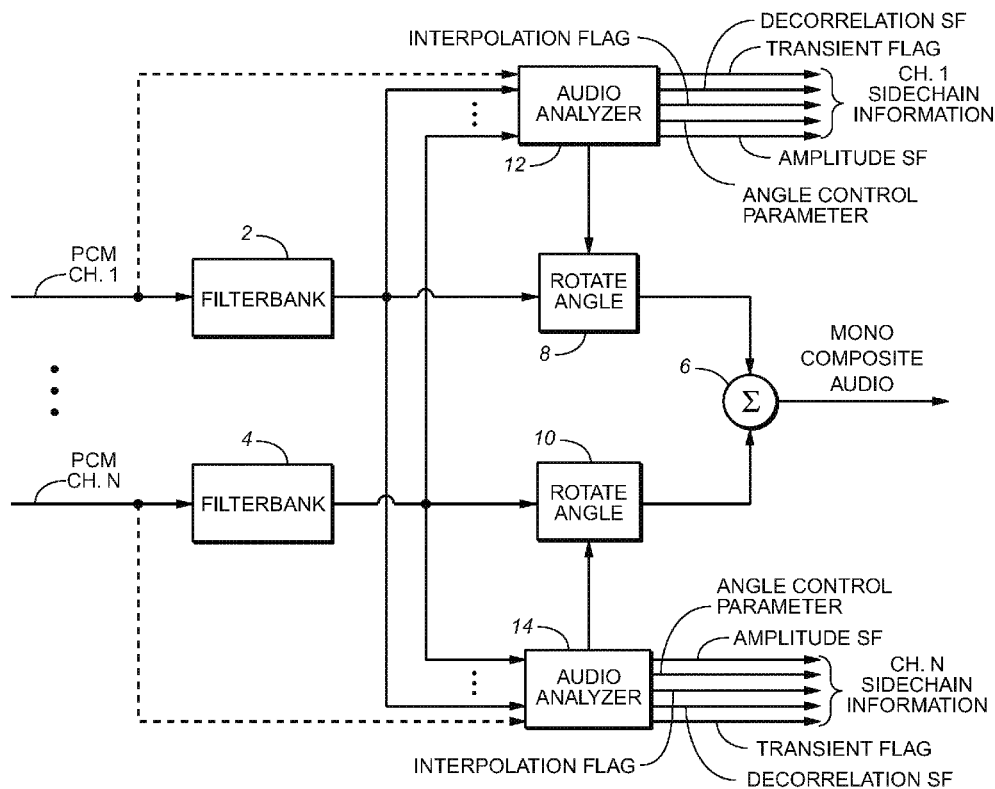 DECORRELATION SF
INTERPOLATION FLAG
TRANSIENT FLAG
AUDIO
ANALYZER
CH. 1
SIDECHAIN
INFORMATION
12
AMPLITUDE SF
ANGLE CONTROL
PARAMETER
PCM
CH. 1
2
FILTERBANK
ROTATE
ANGLE
8
MONO
COMPOSITE
AUDIO
6
Σ
PCM
CH. N
4
FILTERBANK
10
ROTATE
ANGLE
ANGLE CONTROL
PARAMETER
14
AMPLITUDE SF
AUDIO
ANALYZER
CH. N
SIDECHAIN
INFORMATION
TRANSIENT FLAG
INTERPOLATION FLAG
DECORRELATION SF